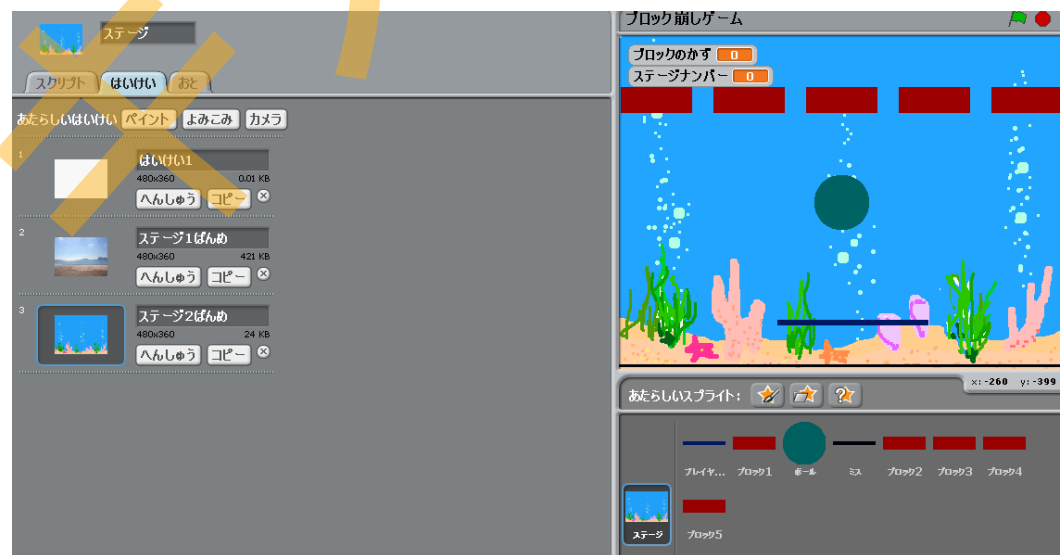 ステージ
スクリプト はいけい おと
あたらしいはいけい ペイント よみこみ カメラ
1
はいけい1
480x360 0.01 KB
へんしゅう コピー
2
ステージ1ばんめ
480x360 421 KB
へんしゅう コピー
3
ステージ2ばんめ
480x360 24 KB
へんしゅう コピー
ブロック崩しゲーム
ブロックのかず 0
ステージナンバー 0
x: -260 y: -399
あたらしいスプライト:
プレイヤ... ブロック1 ボール ミス ブロック2 ブロック3 ブロック4
ステージ ブロック5